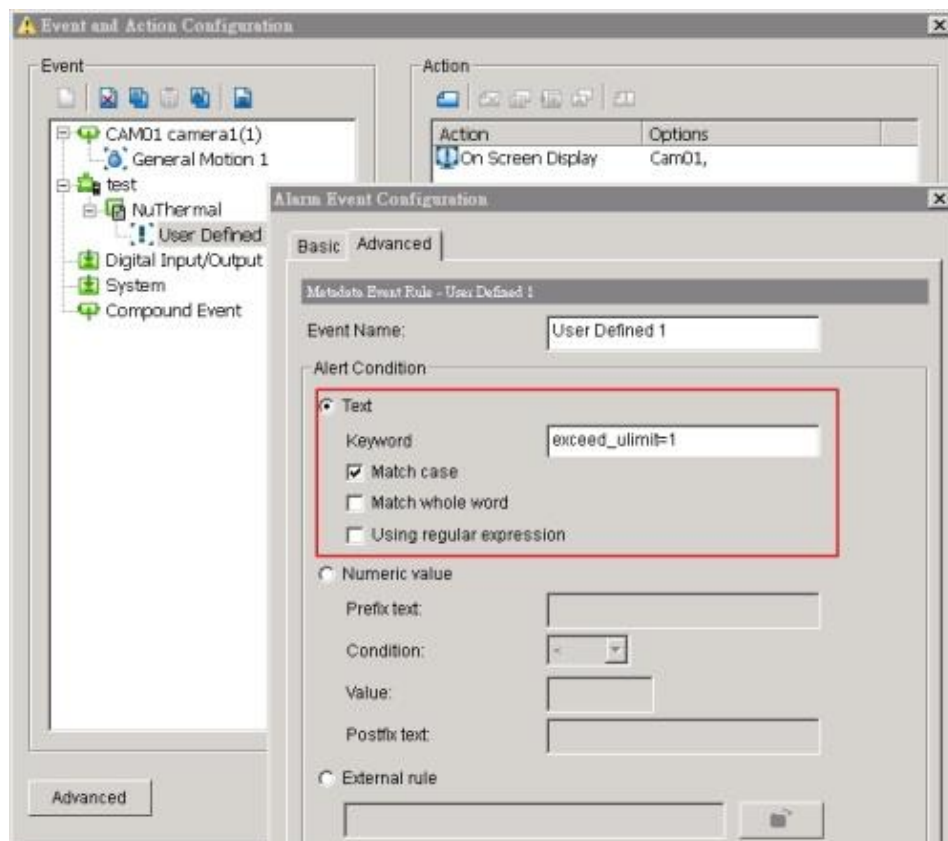 Event and Action Configuration
Event
Action
CAM01 camera1(1)
General Motion 1
test
NuThermal
User Defined
Digital Input/Output
System
Compound Event
Action Options
On Screen Display Cam01,
Alarm Event Configuration
Basic Advanced
Metadata Event Rule - User Defined 1
Event Name: User Defined 1
Alert Condition
Text
Keyword exceed_ulimit=1
Match case
Match whole word
Using regular expression
Numeric value
Prefix text:
Condition: <
Value:
Postfix text:
External rule
Advanced